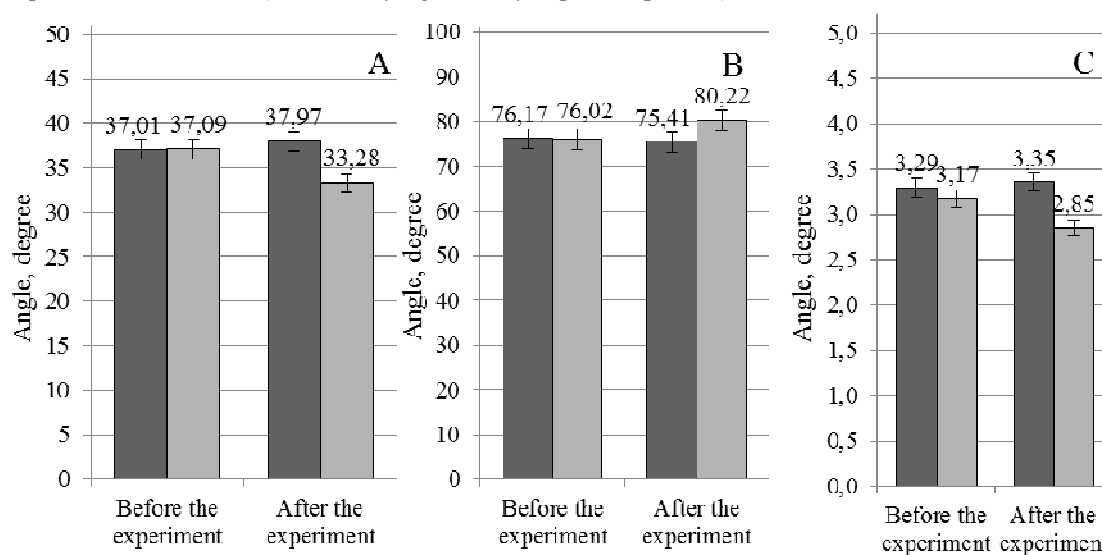 A
50
45
40
35
30
25
20
15
10
5
0
Angle, degree
37,01 37,09
37,97
33,28
Before the
experiment
After the
experiment
B
100
90
80
70
60
50
40
30
20
10
0
Angle, degree
76,17 76,02
75,41
80,22
Before the
experiment
After the
experiment
C
5,0
4,5
4,0
3,5
3,0
2,5
2,0
1,5
1,0
0,5
0,0
Angle, degree
3,29
3,17
3,35
2,85
Before the
experiment
After the
experimen